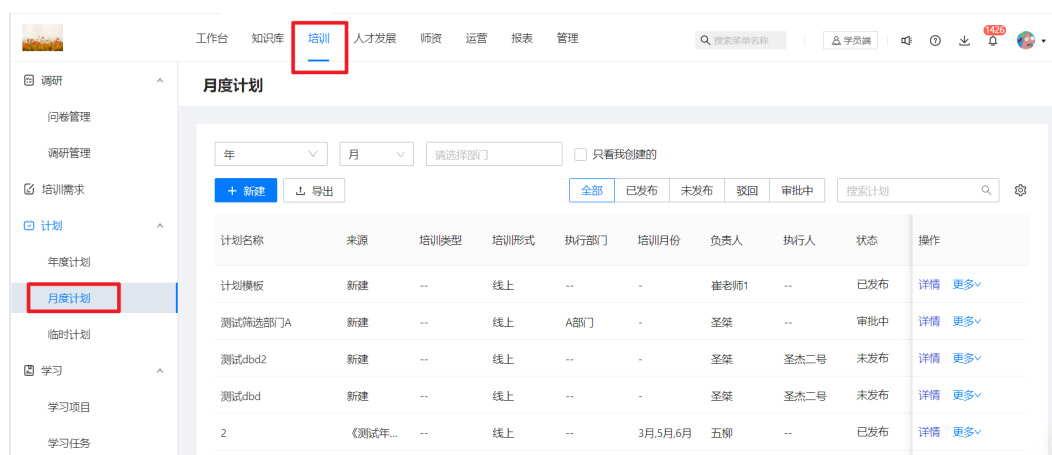 工作台 知识库 培训 人才发展 师资 运营 报表 管理 搜索菜单名称 学员端 1426
调研
月度计划
问卷管理
调研管理
年 月 请选择部门 只看我创建的
培训需求
+ 新建 导出 全部 已发布 未发布 驳回 审批中 搜索计划
计划
计划名称 来源 培训类型 培训形式 执行部门 培训月份 负责人 执行人 状态 操作
年度计划
计划模板 新建 -- 线上 -- - 崔老师1 -- 已发布 详情 更多
月度计划
测试筛选部门A 新建 -- 线上 A部门 - 圣桀 -- 审批中 详情 更多
临时计划
测试dbd2 新建 -- 线上 -- - 圣桀 圣杰二号 未发布 详情 更多
学习
测试dbd 新建 -- 线上 -- - 圣桀 圣杰二号 未发布 详情 更多
学习项目
2 《测试年... -- 线上 -- 3月,5月,6月 五柳 -- 已发布 详情 更多
学习任务